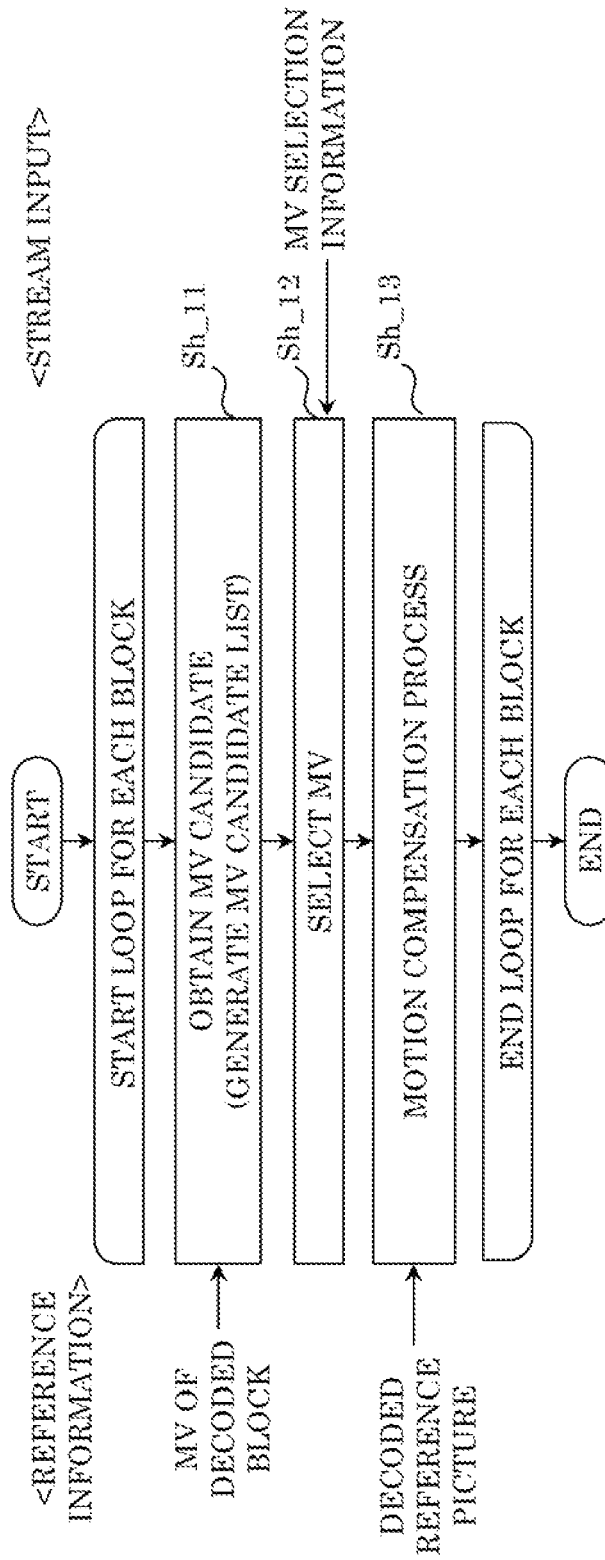 <REFERENCE
INFORMATION>
<STREAM INPUT>
START
START LOOP FOR EACH BLOCK
MV OF
DECODED
BLOCK
OBTAIN MV CANDIDATE
(GENERATE MV CANDIDATE LIST)
Sh_11
SELECT MV
Sh_12
MV SELECTION
INFORMATION
DECODED
REFERENCE
PICTURE
MOTION COMPENSATION PROCESS
Sh_13
END LOOP FOR EACH BLOCK
END